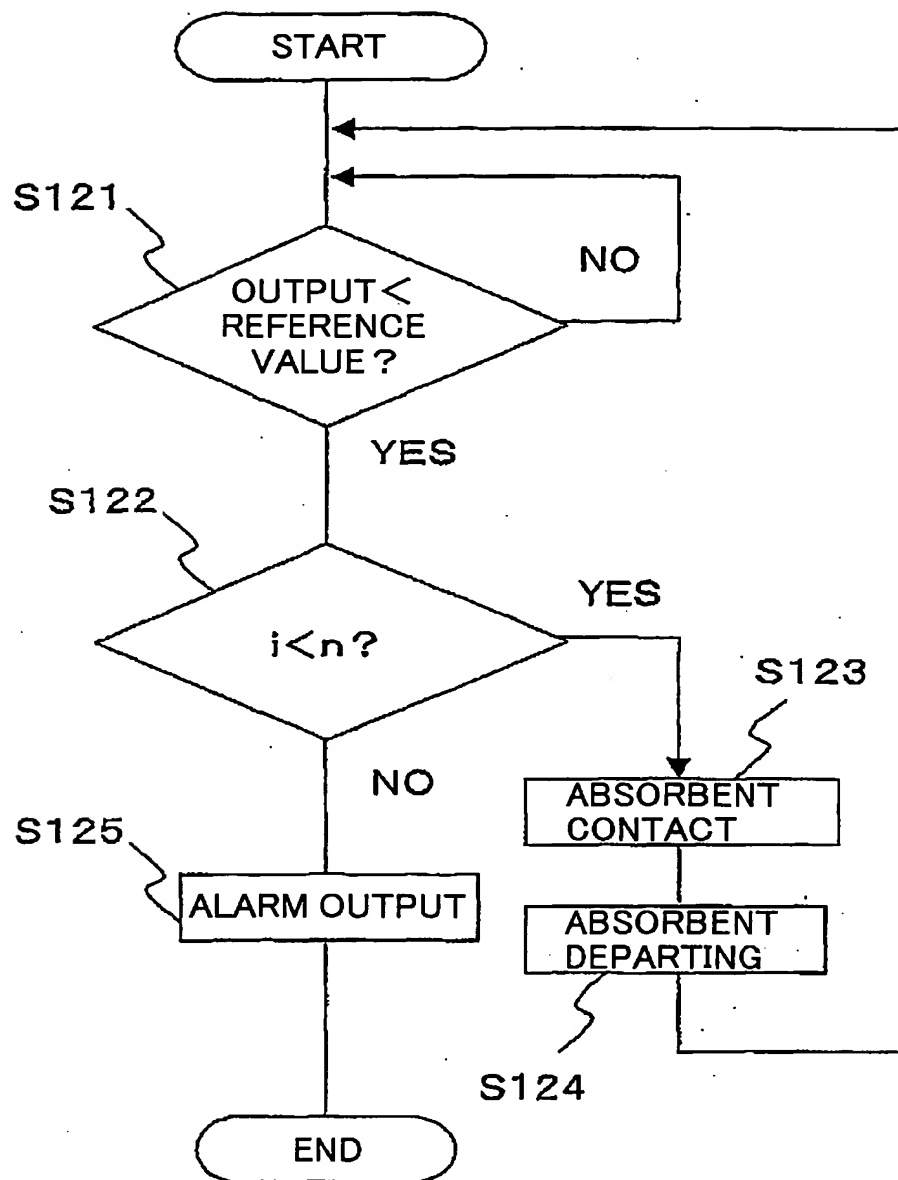 START
S121
NO
OUTPUT<
REFERENCE
VALUE?
YES
S122
YES
i<n?
S123
NO
ABSORBENT
CONTACT
S125
ALARM OUTPUT
ABSORBENT
DEPARTING
S124
END